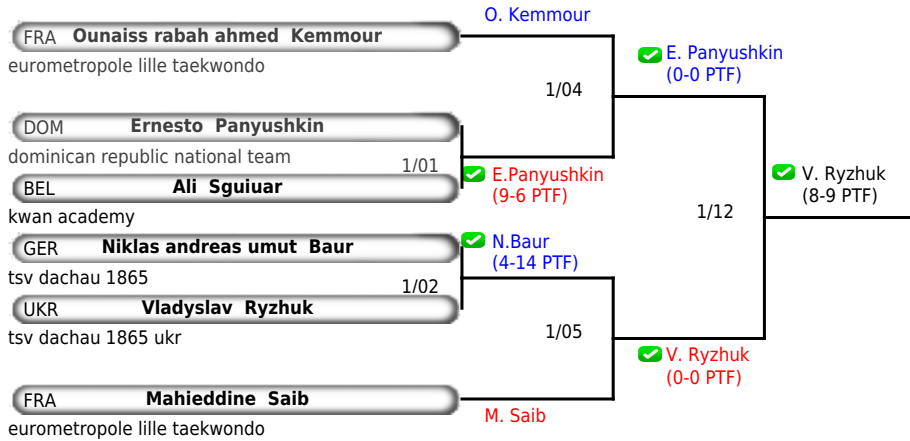 O. Kemmour
FRA Ounaiss rabah ahmed Kemmour
eurometropole lille taekwondo
E. Panyushkin
(0-0 PTF)
1/04
DOM Ernesto Panyushkin
dominican republic national team
1/01
E.Panyushkin
(9-6 PTF)
BEL Ali Sguiuar
kwan academy
V. Ryzhuk
(8-9 PTF)
1/12
GER Niklas andreas umut Baur
tsv dachau 1865
N.Baur
(4-14 PTF)
1/02
UKR Vladyslav Ryzhuk
tsv dachau 1865 ukr
1/05
V. Ryzhuk
(0-0 PTF)
FRA Mahieddine Saib
eurometropole lille taekwondo
M. Saib